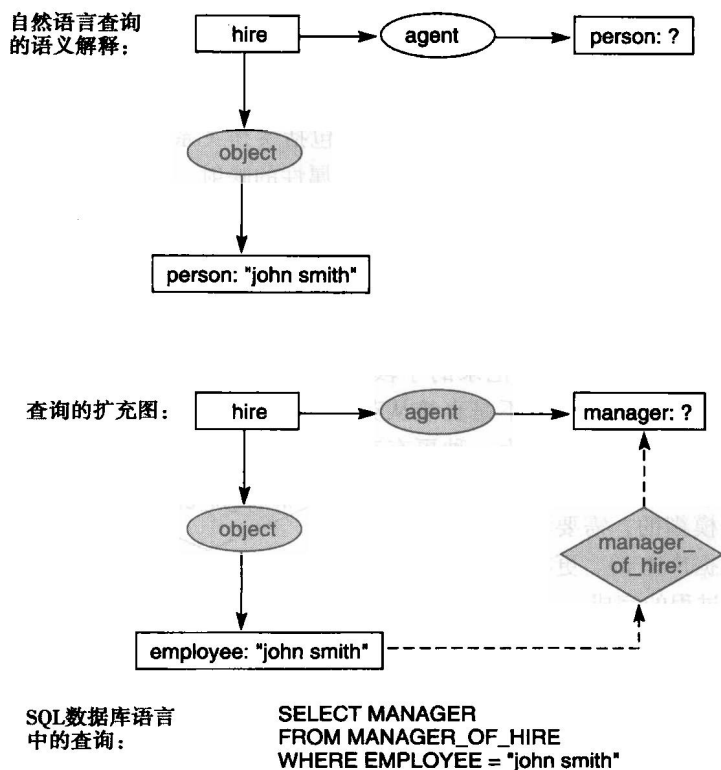 自然语言查询
的语义解释：
hire
agent
person: ?
object
person: "john smith"
查询的扩充图：
hire
agent
manager: ?
object
manager_
of_hire:
employee: "john smith"
SQL数据库语言
中的查询：
SELECT MANAGER
FROM MANAGER_OF_HIRE
WHERE EMPLOYEE = "john smith"